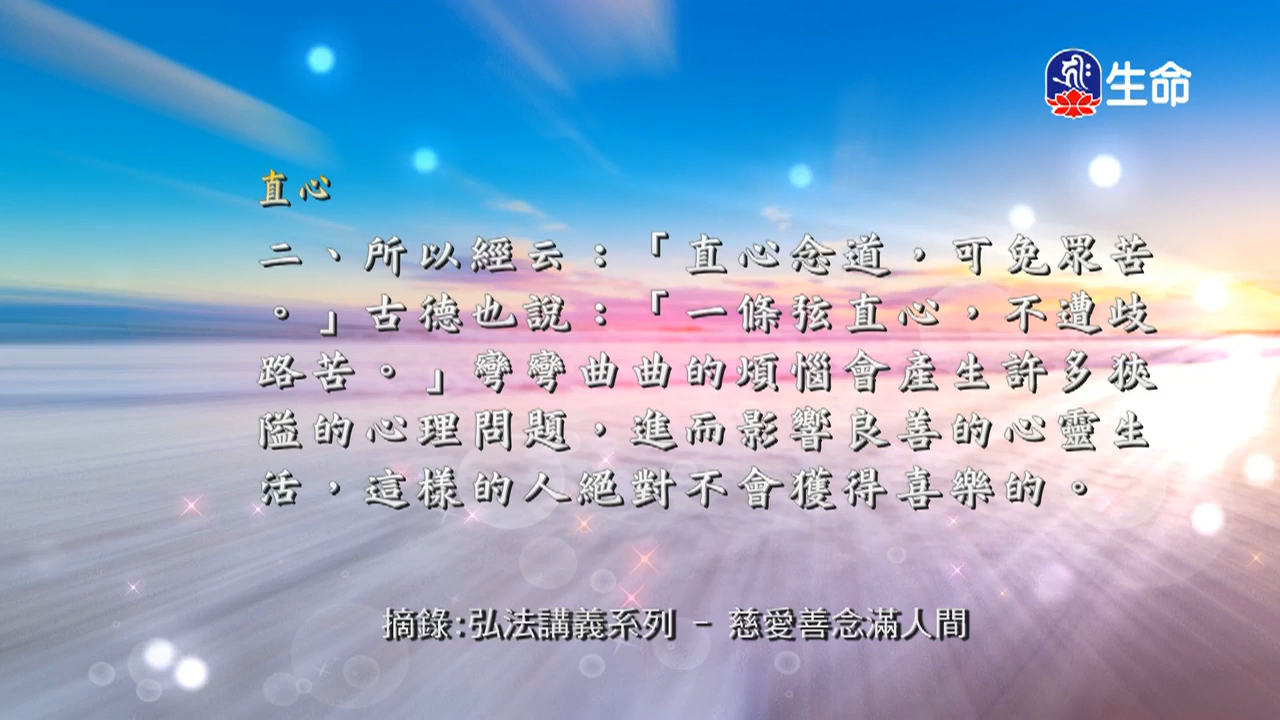 生命
直心
二、所以經云：「直心念道，可免眾苦
。」古德也說：「一條弦直心，不遭歧
路苦。」彎彎曲曲的煩惱會產生許多狹
隘的心理問題，進而影響良善的心靈生
活，這樣的人絕對不會獲得喜樂的。
摘錄:弘法講義系列 - 慈愛善念滿人間